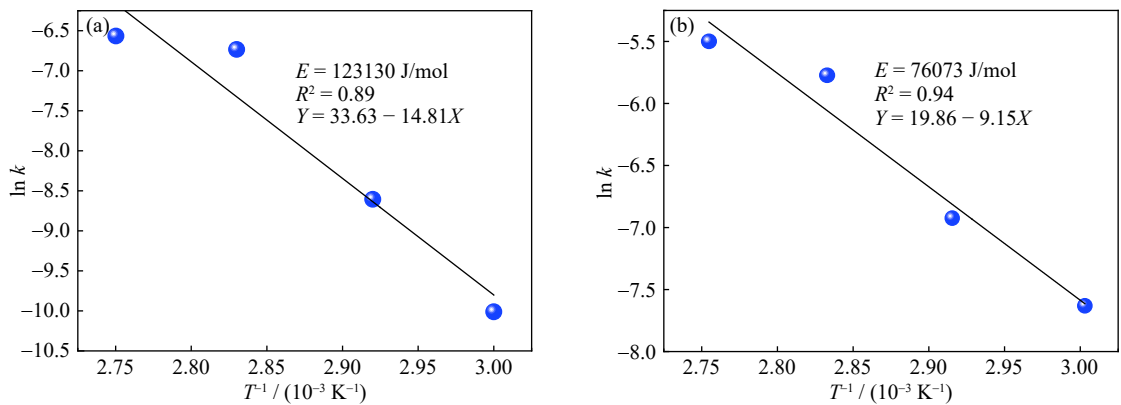 (a)
−6.5
−7.0
−7.5
−8.0
−8.5
−9.0
−9.5
−10.0
−10.5
ln k
E = 123130 J/mol
R² = 0.89
Y = 33.63 − 14.81X
2.75 2.80 2.85 2.90 2.95 3.00
T⁻¹ / (10⁻³ K⁻¹)
(b)
−5.5
−6.0
−6.5
−7.0
−7.5
−8.0
ln k
E = 76073 J/mol
R² = 0.94
Y = 19.86 − 9.15X
2.75 2.80 2.85 2.90 2.95 3.00
T⁻¹ / (10⁻³ K⁻¹)